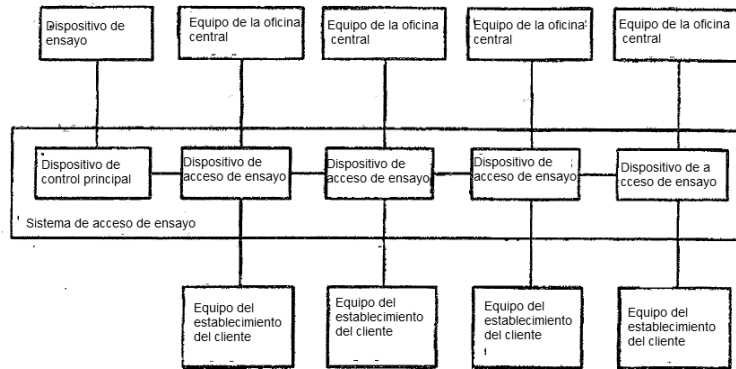 Dispositivo de
ensayo
Equipo de la oficina
central
Equipo de la oficina
central
Equipo de la oficina
central
Equipo de la oficina
central
Dispositivo de
control principal
Dispositivo de
acceso de ensayo
Dispositivo de
acceso de ensayo
Dispositivo de
acceso de ensayo
Dispositivo de a
cceso de ensayo
Sistema de acceso de ensayo
Equipo del
establecimiento
del cliente
Equipo del
establecimiento
del cliente
Equipo del
establecimiento
del cliente
Equipo del
establecimiento
del cliente